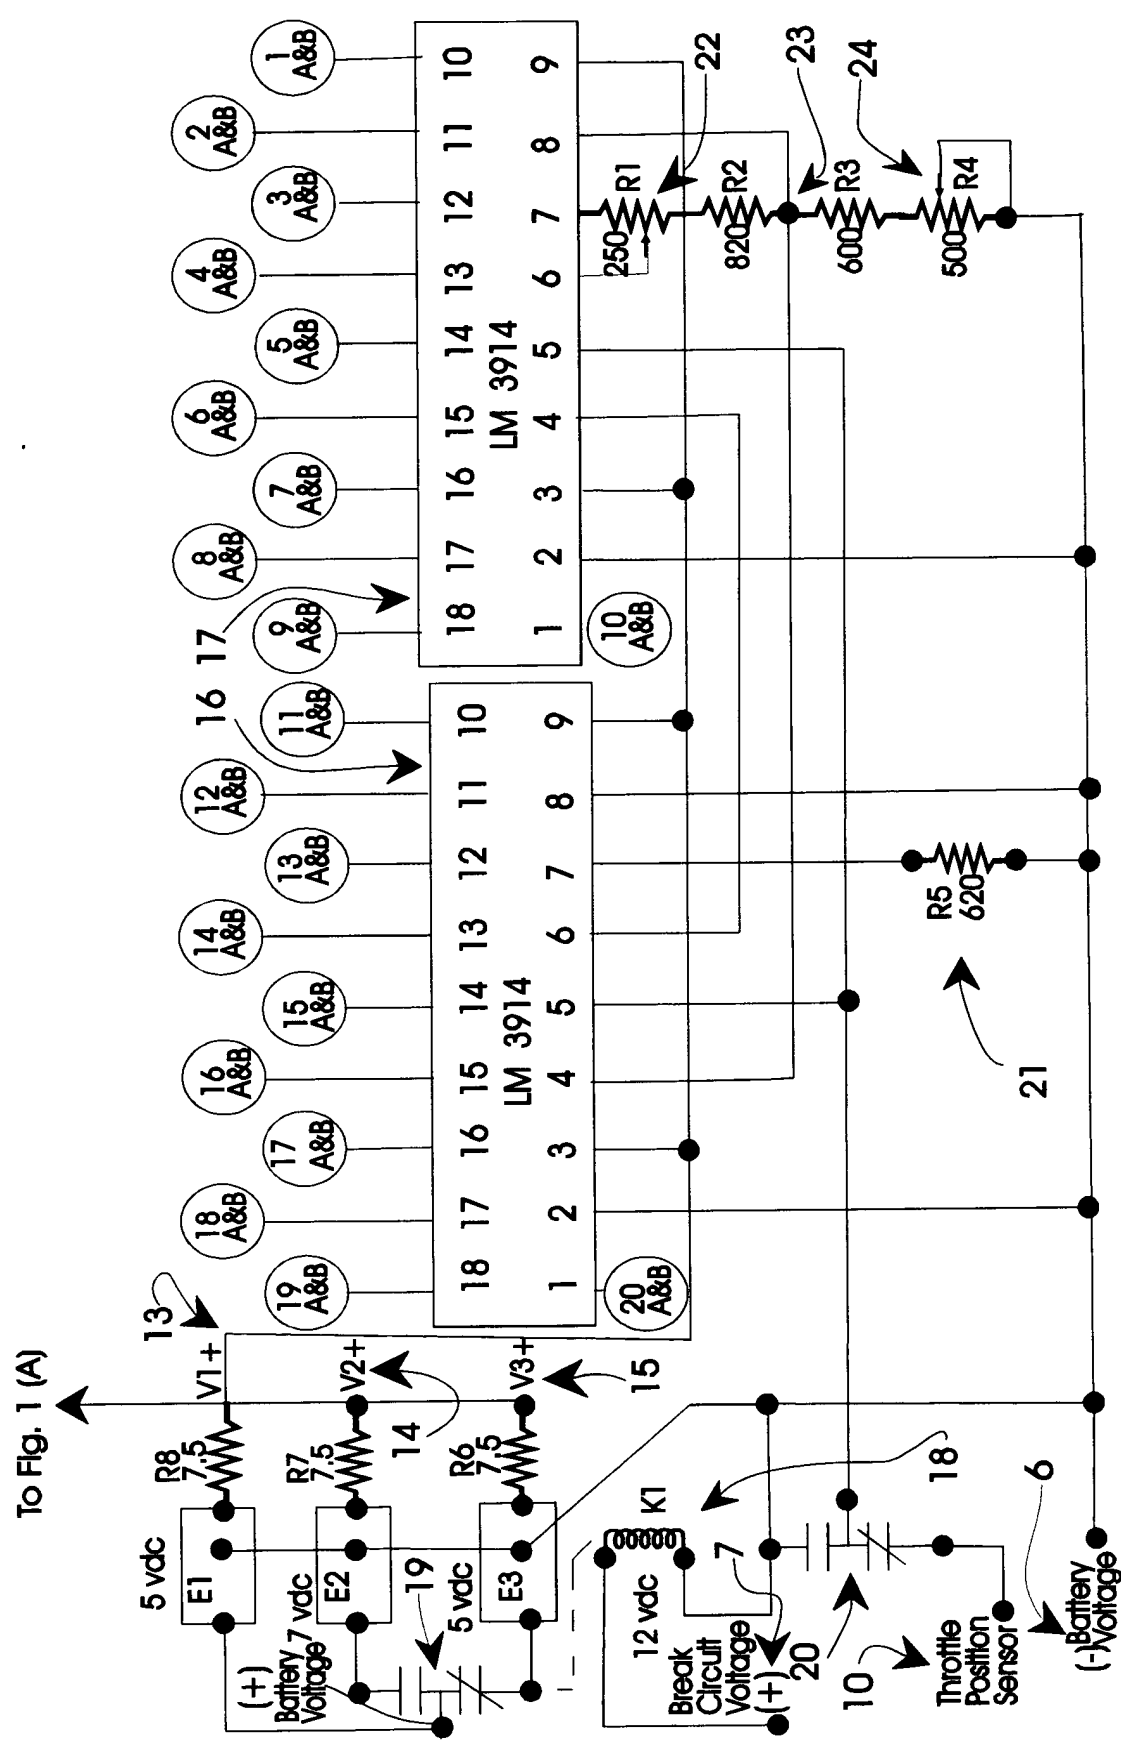 To Fig. 1 (A)
13
V1+
V2+
14
V3+
15
R8
7.5
R7
7.5
R6
7.5
5 vdc
E1
7 vdc
E2
5 vdc
E3
19
(+)
Battery
Voltage
7
K1
18
12 vdc
Break
Circuit
Voltage
(+)
20
10
Throttle
Position
Sensor
6
(-)Battery
Voltage
16
17
19
A&B
18
A&B
17
A&B
16
A&B
15
A&B
14
A&B
13
A&B
12
A&B
11
A&B
9
A&B
8
A&B
7
A&B
6
A&B
5
A&B
4
A&B
3
A&B
2
A&B
1
A&B
18 17 16 15 14 13 12 11 10
LM 3914
1 2 3 4 5 6 7 8 9
20
A&B
18 17 16 15 14 13 12 11 10
LM 3914
1 2 3 4 5 6 7 8 9
10
A&B
R5
620
21
250
R1
22
820
R2
23
600
R3
24
500
R4